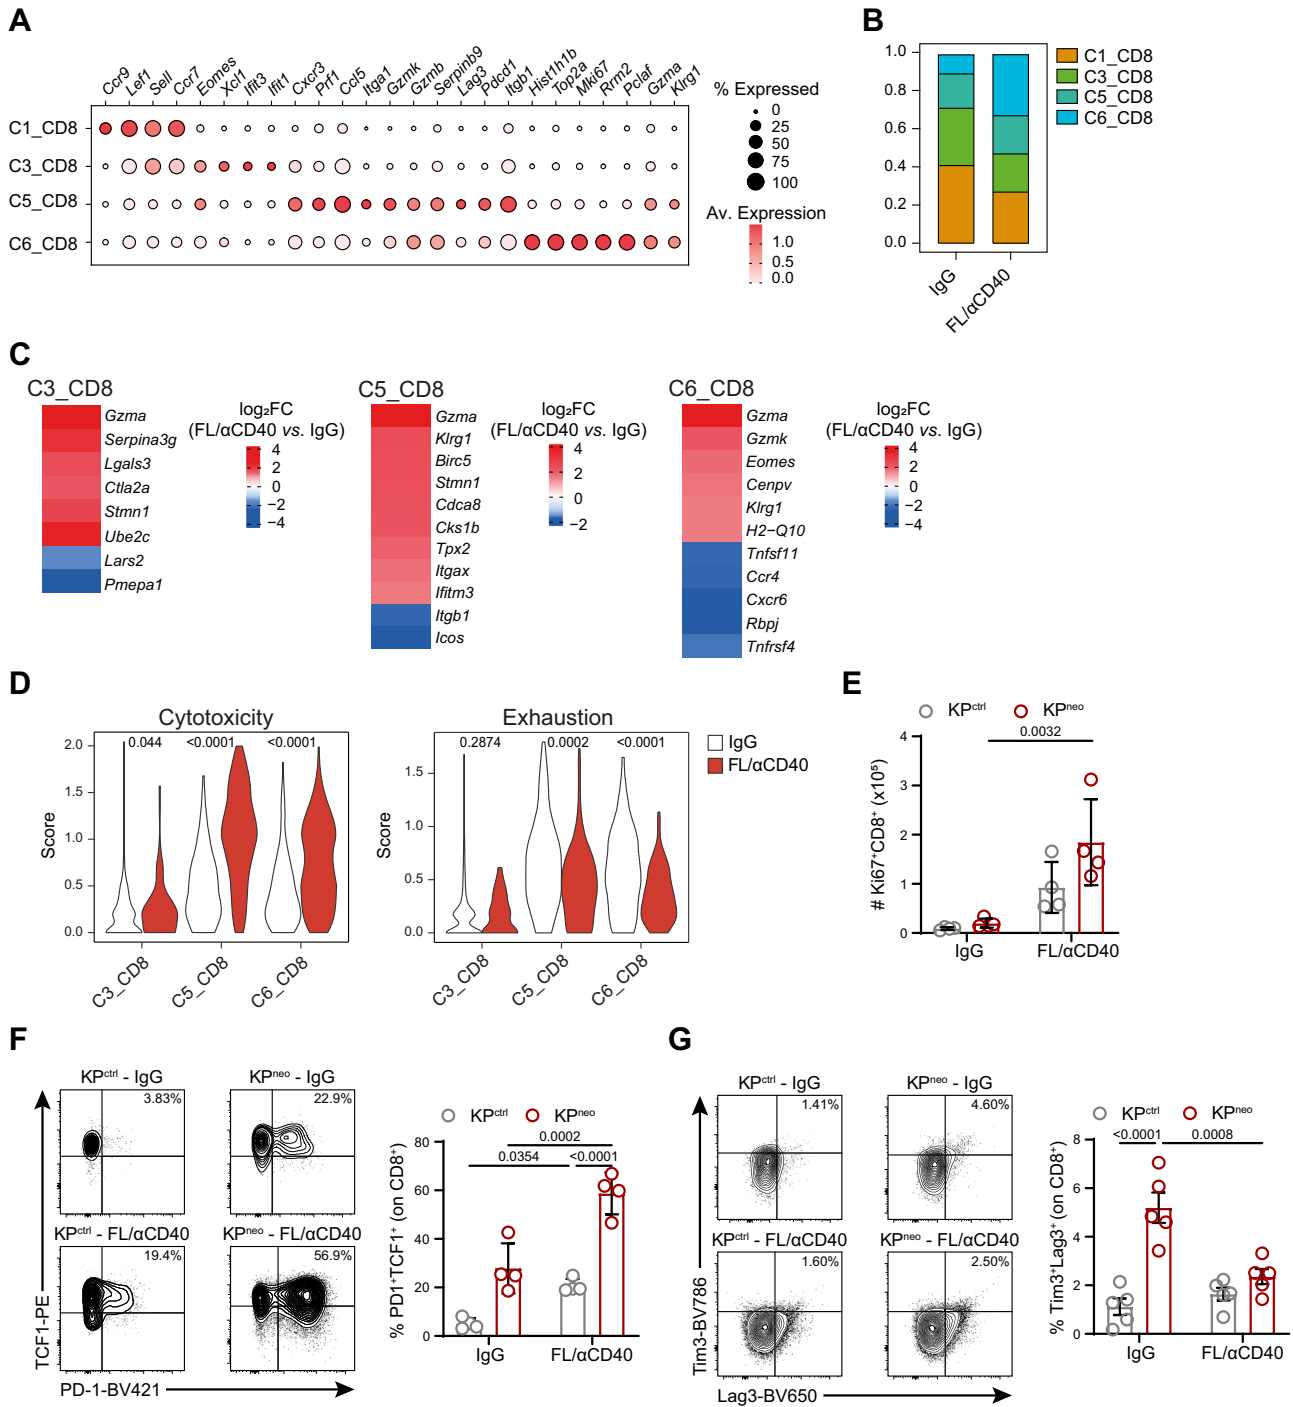 A
Ccr9 Lef1 Sell Ccr7 Eomes Xcl1 Ifit3 Ifit1 Cxcr3 Prf1 Ccl5 Itga1 Gzmk Gzmb Serpinb9 Lag3 Pdcd1 Itgb1 Hist1h1b Top2a Mki67 Rrm2 Pclaf Gzma Klrg1
C1_CD8
C3_CD8
C5_CD8
C6_CD8
% Expressed
0
25
50
75
100
Av. Expression
1.0
0.5
0.0
B
1.0
0.8
0.6
0.4
0.2
0.0
IgG
FL/αCD40
C1_CD8
C3_CD8
C5_CD8
C6_CD8
C
C3_CD8
Gzma
Serpina3g
Lgals3
Ctla2a
Stmn1
Ube2c
Lars2
Pmepa1
log₂FC
(FL/αCD40 vs. IgG)
4
2
0
−2
−4
C5_CD8
Gzma
Klrg1
Birc5
Stmn1
Cdca8
Cks1b
Tpx2
Itgax
Ifitm3
Itgb1
Icos
log₂FC
(FL/αCD40 vs. IgG)
4
2
0
−2
C6_CD8
Gzma
Gzmk
Eomes
Cenpv
Klrg1
H2−Q10
Tnfsf11
Ccr4
Cxcr6
Rbpj
Tnfrsf4
log₂FC
(FL/αCD40 vs. IgG)
4
2
0
−2
−4
D
Cytotoxicity
Score
2.0
1.5
1.0
0.5
0.0
0.044 <0.0001 <0.0001
C3_CD8 C5_CD8 C6_CD8
Exhaustion
Score
1.5
1.0
0.5
0.0
0.2874 0.0002 <0.0001
C3_CD8 C5_CD8 C6_CD8
IgG
FL/αCD40
E
KPctrl KPneo
0.0032
# Ki67⁺CD8⁺ (x10⁵)
4
3
2
1
0
IgG FL/αCD40
F
KPctrl - IgG
3.83%
KPneo - IgG
22.9%
KPctrl - FL/αCD40
19.4%
KPneo - FL/αCD40
56.9%
TCF1-PE
PD-1-BV421
KPctrl KPneo
0.0002
0.0354 <0.0001
% PD1⁺TCF1⁺ (on CD8⁺)
80
60
40
20
0
IgG FL/αCD40
G
KPctrl - IgG
1.41%
KPneo - IgG
4.60%
KPctrl - FL/αCD40
1.60%
KPneo - FL/αCD40
2.50%
Tim3-BV786
Lag3-BV650
KPctrl KPneo
<0.0001 0.0008
% Tim3⁺Lag3⁺ (on CD8⁺)
8
6
4
2
0
IgG FL/αCD40